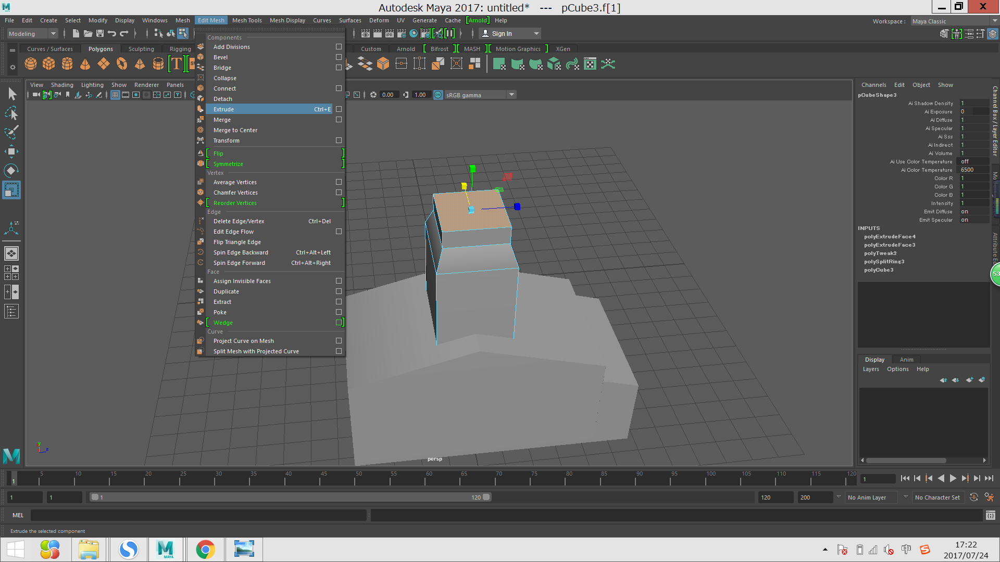 Autodesk Maya 2017: untitled*   ---   pCube3.f[1]
File Edit Create Select Modify Display Windows Mesh Edit Mesh Mesh Tools Mesh Display Curves Surfaces Deform UV Generate Cache [Arnold] Help
Workspace : Maya Classic
Modeling
IPR
Sign In
Curves / Surfaces Polygons Sculpting Rigging Custom Arnold [ Bifrost ] [ MASH ] [ Motion Graphics ] XGen
View Shading Lighting Show Renderer Panels
0.00 1.00 ON sRGB gamma
Components
Add Divisions
Bevel
Bridge
Collapse
Connect
Detach
Extrude Ctrl+E
Merge
Merge to Center
Transform
Flip
Symmetrize
Vertex
Average Vertices
Chamfer Vertices
Reorder Vertices
Edge
Delete Edge/Vertex Ctrl+Del
Edit Edge Flow
Flip Triangle Edge
Spin Edge Backward Ctrl+Alt+Left
Spin Edge Forward Ctrl+Alt+Right
Face
Assign Invisible Faces
Duplicate
Extract
Poke
Wedge
Curve
Project Curve on Mesh
Split Mesh with Projected Curve
persp
y
z
Channels Edit Object Show
pCubeShape3
Ai Shadow Density 1
Ai Exposure 0
Ai Diffuse 1
Ai Specular 1
Ai Sss 1
Ai Indirect 1
Ai Volume 1
Ai Use Color Temperature off
Ai Color Temperature 6500
Color R 1
Color G 1
Color B 1
Intensity 1
Emit Diffuse on
Emit Specular on
INPUTS
polyExtrudeFace4
polyExtrudeFace3
polyTweak2
polySplitRing3
polyCube3
Channel Box / Layer Editor
53
Display Anim
Layers Options Help
1 5 10 15 20 25 30 35 40 45 50 55 60 65 70 75 80 85 90 95 100 105 110 115 120
1
1 1 1 120 120 200 No Anim Layer No Character Set
MEL
Extrude the selected component
MAYA
中
17:22
2017/07/24